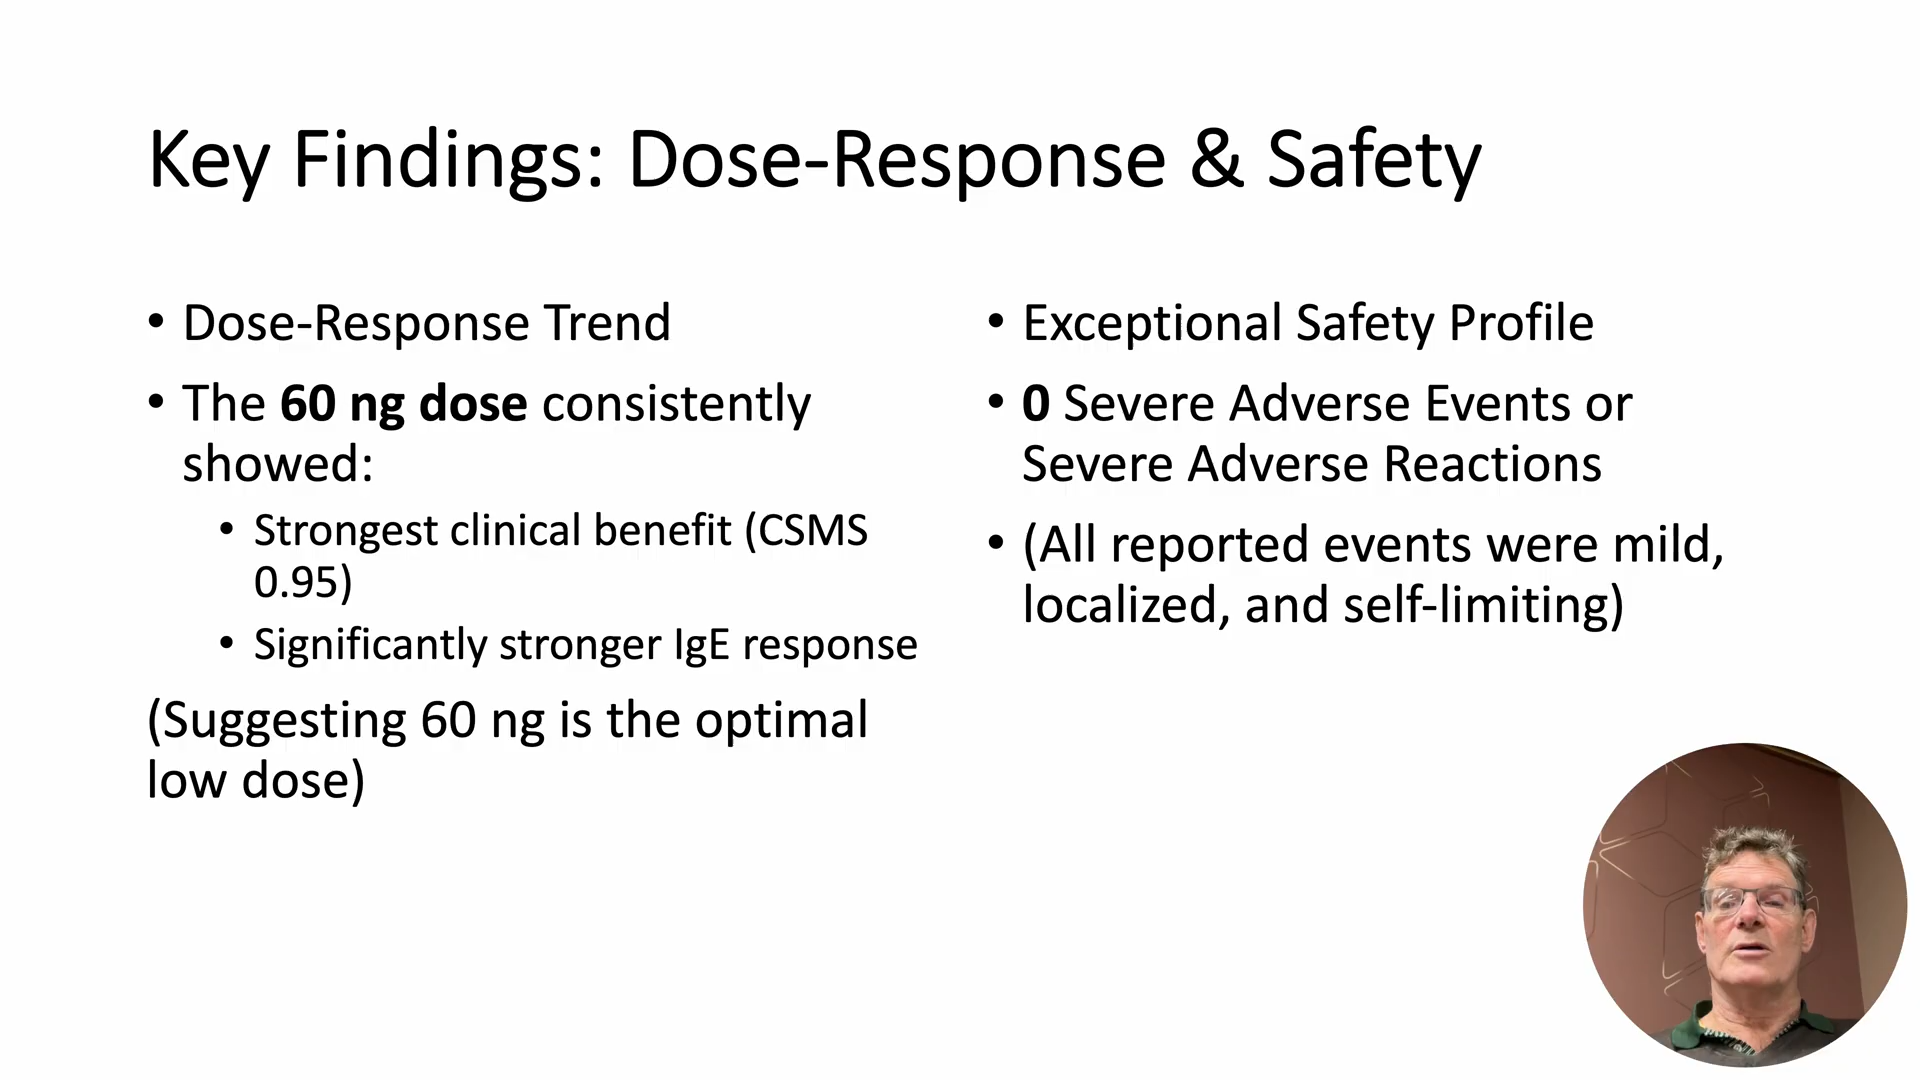 Key Findings: Dose-Response & Safety
• Dose-Response Trend
• The 60 ng dose consistently
showed:
• Strongest clinical benefit (CSMS
0.95)
• Significantly stronger IgE response
(Suggesting 60 ng is the optimal
low dose)
• Exceptional Safety Profile
• 0 Severe Adverse Events or
Severe Adverse Reactions
• (All reported events were mild,
localized, and self-limiting)